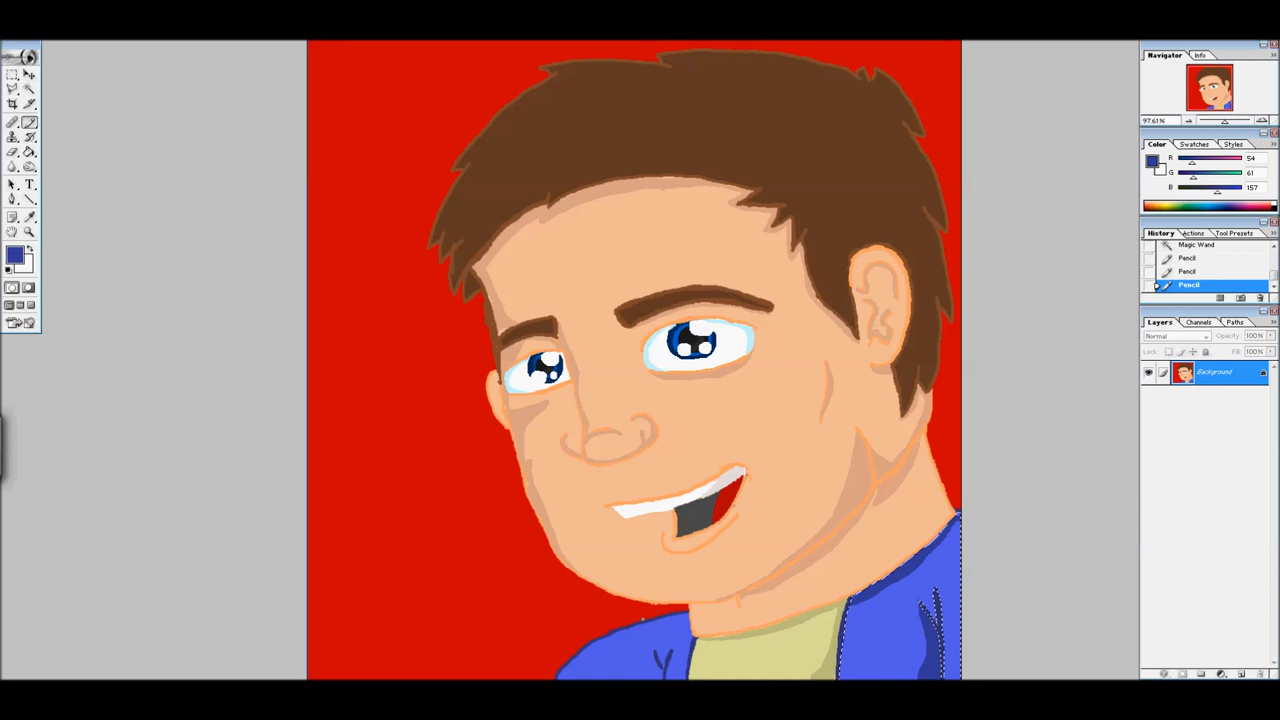 Navigator Info
97.61%
Color Swatches Styles
R 54
G 61
B 157
History Actions Tool Presets
Magic Wand
Pencil
Pencil
Pencil
Layers Channels Paths
Normal Opacity: 100%
Lock: Fill: 100%
Background
T